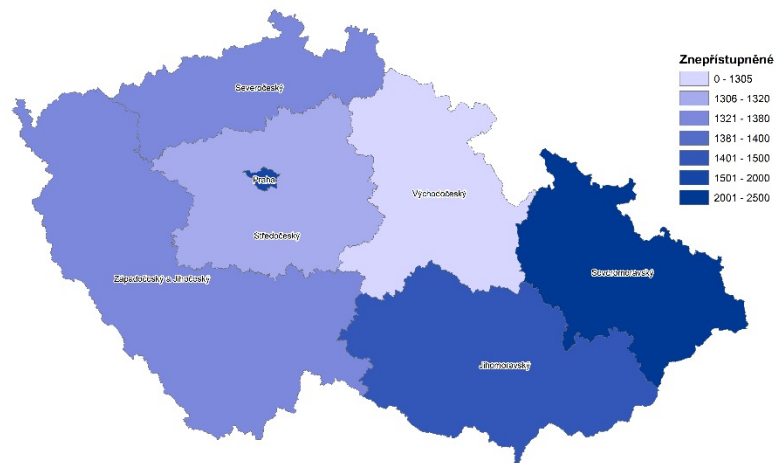 Znepřístupněné
0 - 1305
1306 - 1320
1321 - 1380
1381 - 1400
1401 - 1500
1501 - 2000
2001 - 2500
Severočeský
Praha
Východočeský
Středočeský
Západočeský & Jihočeský
Severomoravský
Jihomoravský